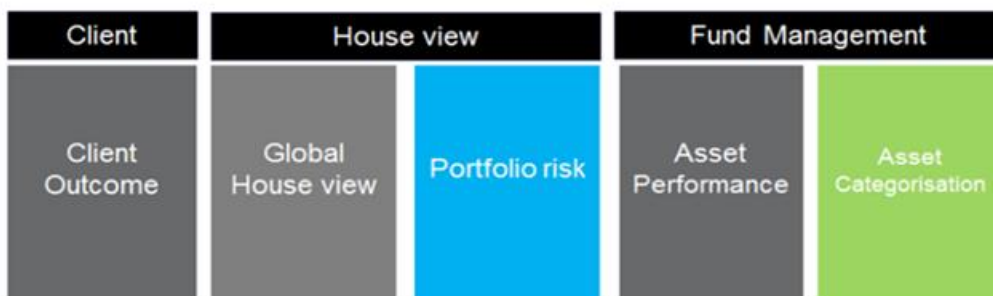 Client
House view
Fund Management
Client
Outcome
Global
House view
Portfolio risk
Asset
Performance
Asset
Categorisation